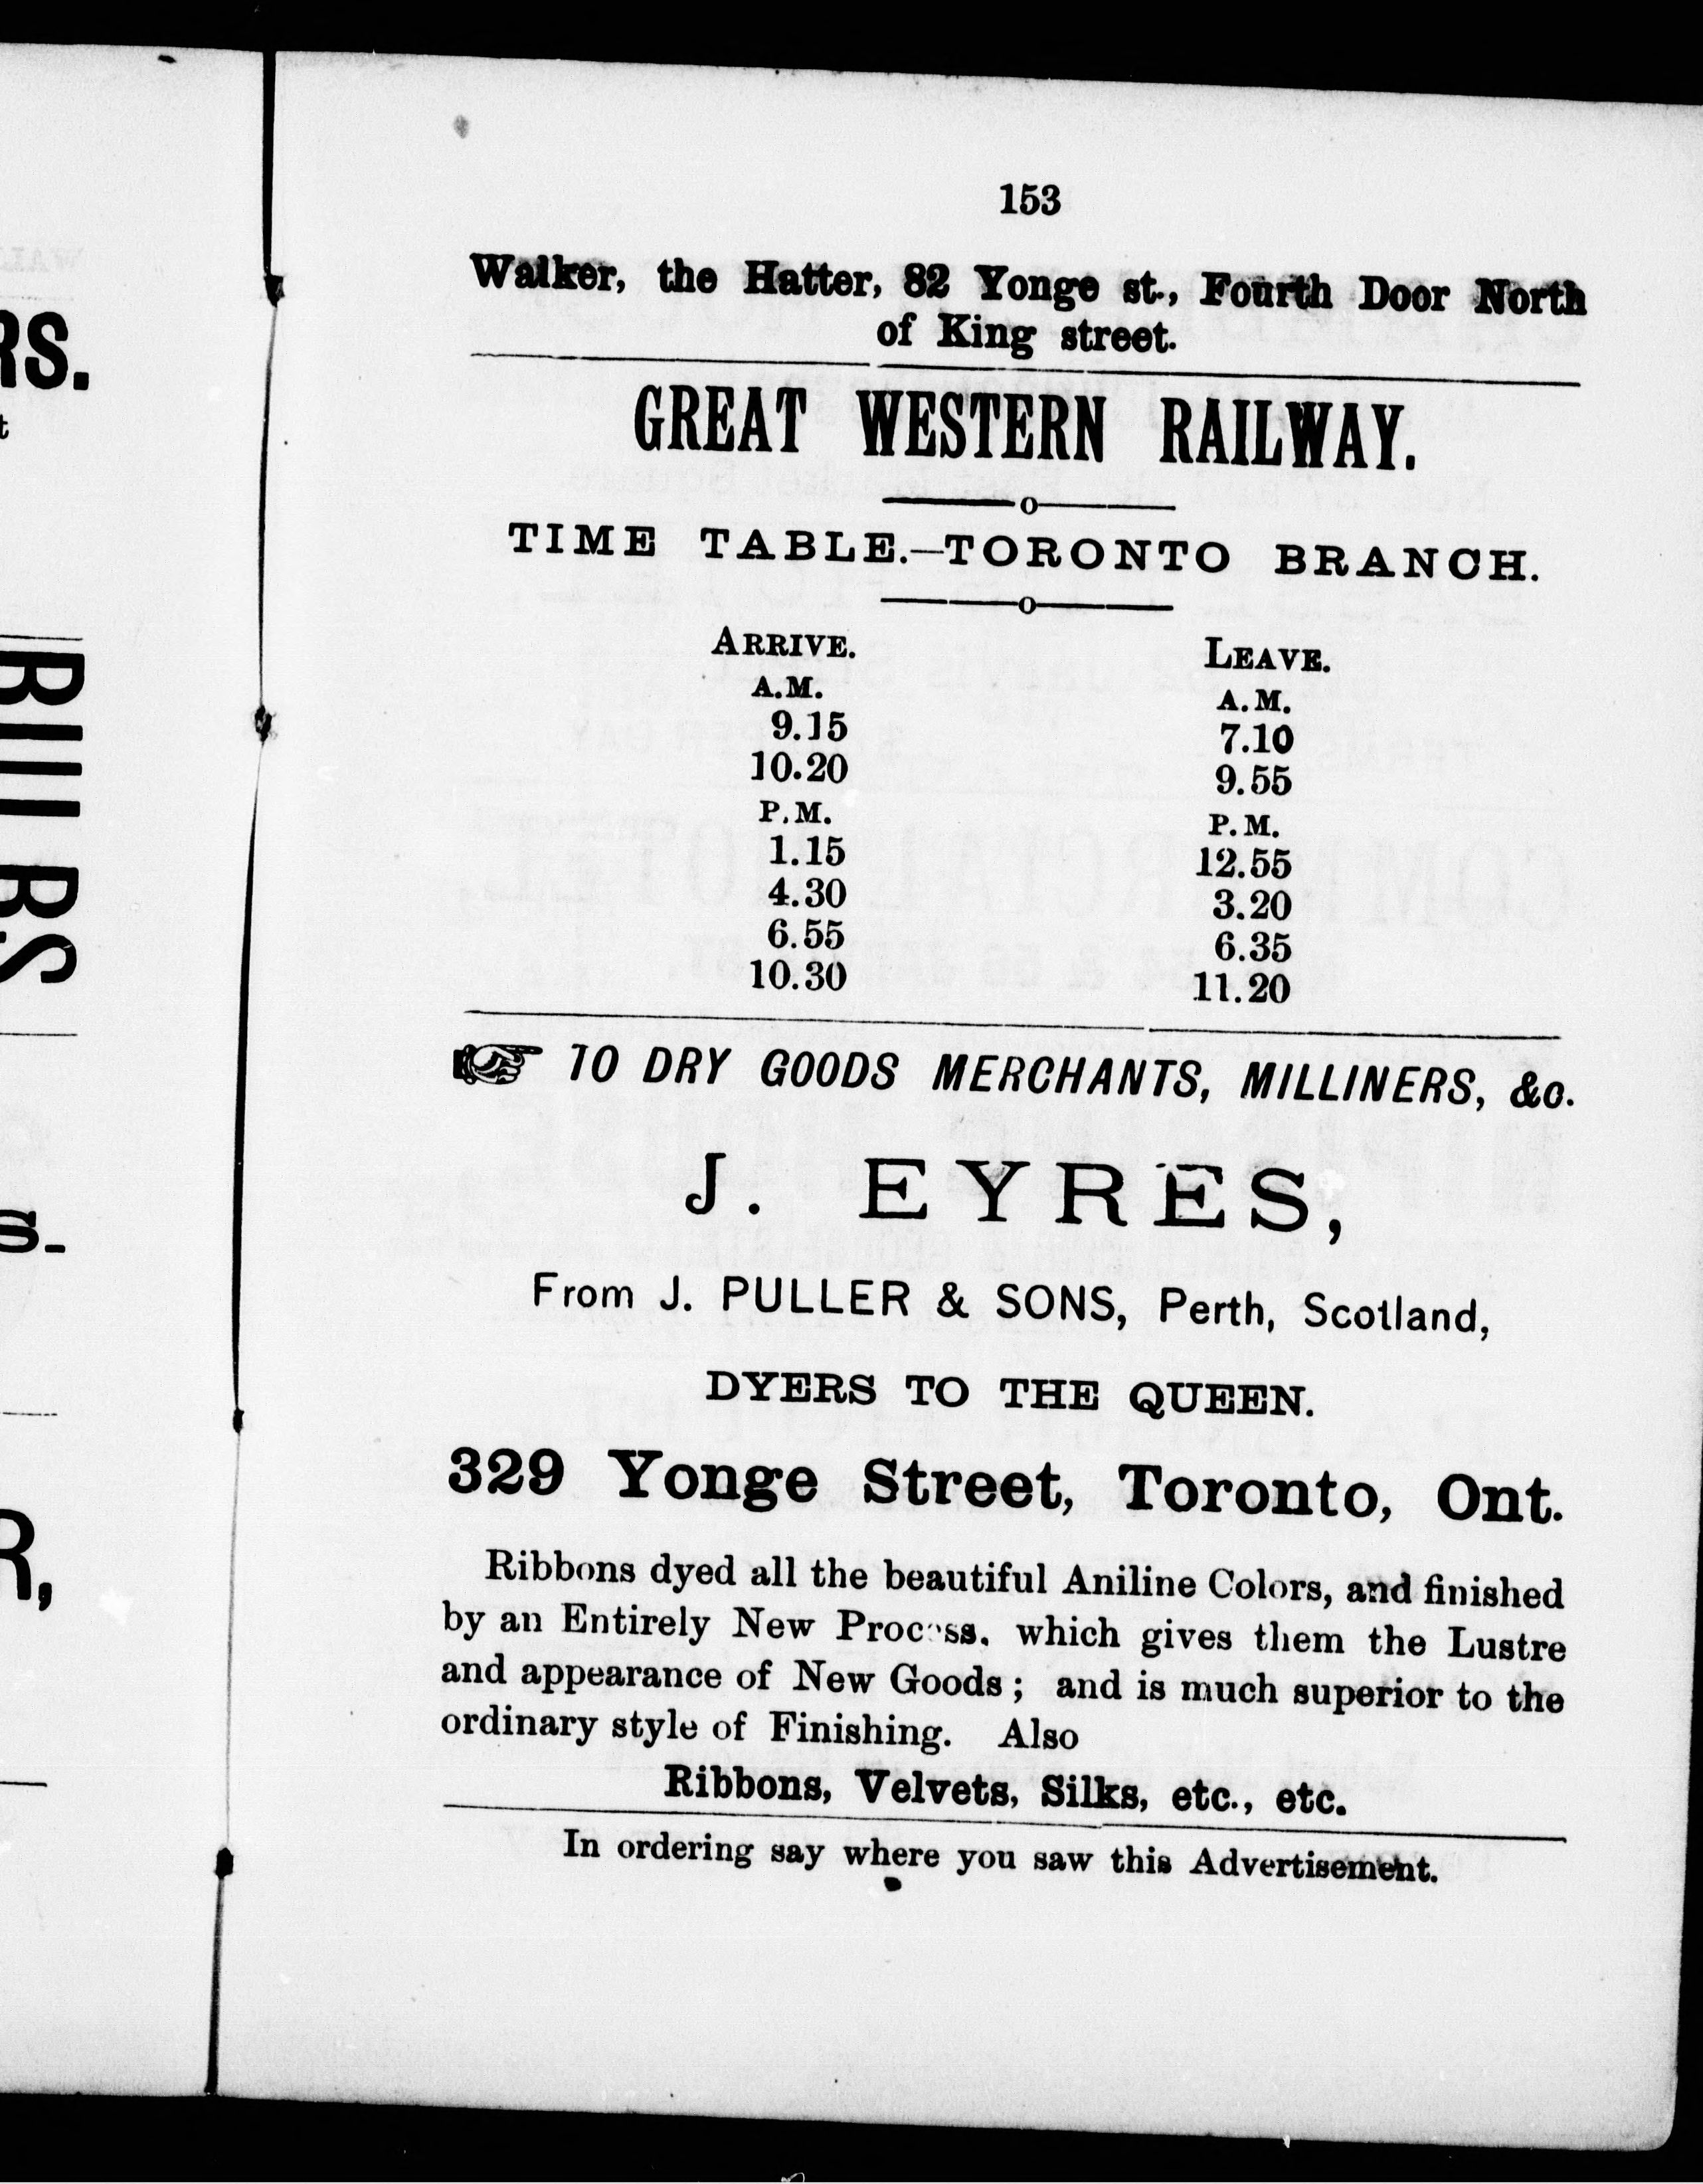 153
Walker, the Hatter, 82 Yonge st., Fourth Door North
of King street.
GREAT WESTERN RAILWAY.
TIME TABLE.—TORONTO BRANCH.
ARRIVE. LEAVE.
A.M. A.M.
9.15 7.10
10.20 9.55
P.M. P.M.
1.15 12.55
4.30 3.20
6.55 6.35
10.30 11.20
☞ TO DRY GOODS MERCHANTS, MILLINERS, &c.
J. EYRES,
From J. PULLER & SONS, Perth, Scotland,
DYERS TO THE QUEEN.
329 Yonge Street, Toronto, Ont.
Ribbons dyed all the beautiful Aniline Colors, and finished
by an Entirely New Process, which gives them the Lustre
and appearance of New Goods; and is much superior to the
ordinary style of Finishing. Also
Ribbons, Velvets, Silks, etc., etc.
In ordering say where you saw this Advertisement.